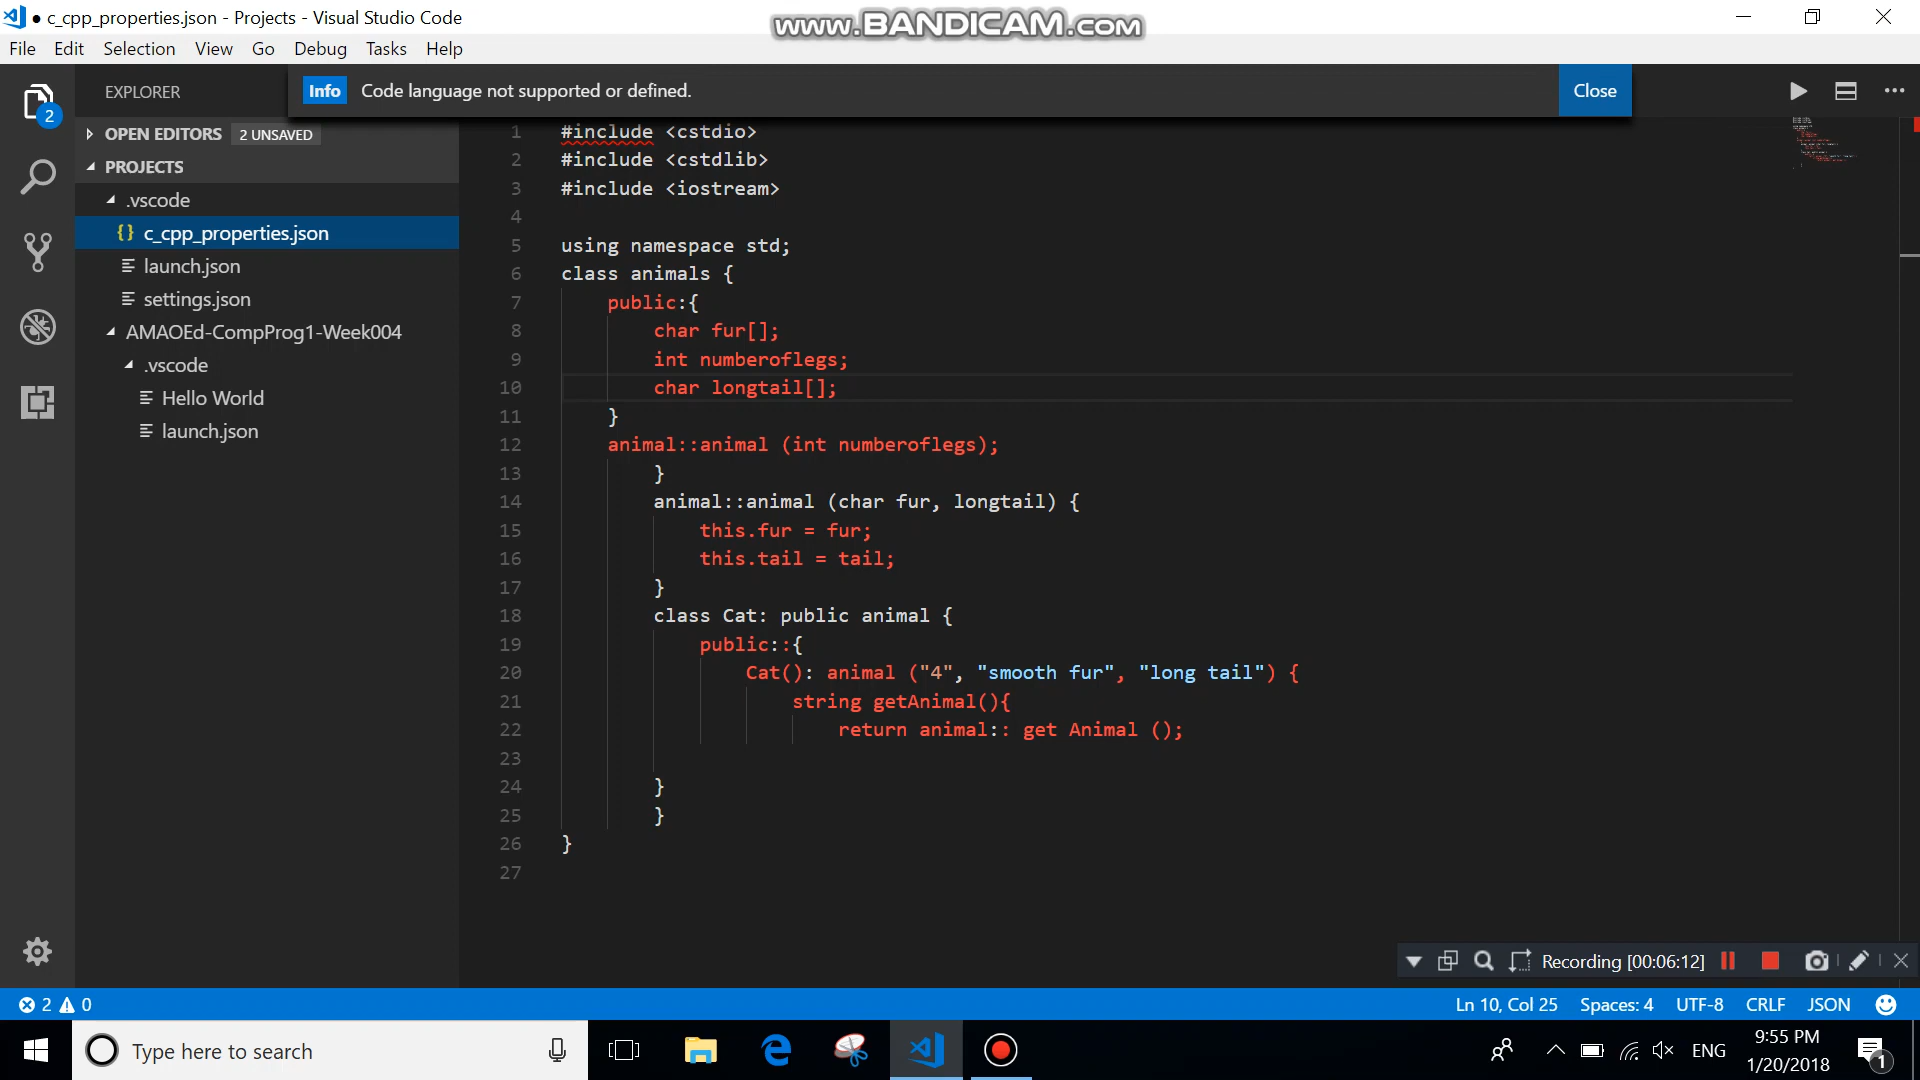 c_cpp_properties.json - Projects - Visual Studio Code
www.BANDICAM.com
File Edit Selection View Go Debug Tasks Help
2
EXPLORER
Info Code language not supported or defined. Close
OPEN EDITORS 2 UNSAVED
PROJECTS
.vscode
{} c_cpp_properties.json
launch.json
settings.json
AMAOEd-CompProg1-Week004
.vscode
Hello World
launch.json
1 #include <cstdio>
2 #include <cstdlib>
3 #include <iostream>
4
5 using namespace std;
6 class animals {
7 public:{
8 char fur[];
9 int numberoflegs;
10 char longtail[];
11 }
12 animal::animal (int numberoflegs);
13 }
14 animal::animal (char fur, longtail) {
15 this.fur = fur;
16 this.tail = tail;
17 }
18 class Cat: public animal {
19 public::{
20 Cat(): animal ("4", "smooth fur", "long tail") {
21 string getAnimal(){
22 return animal:: get Animal ();
23
24 }
25 }
26 }
27
Recording [00:06:12]
2 0
Ln 10, Col 25 Spaces: 4 UTF-8 CRLF JSON
Type here to search
ENG
9:55 PM
1/20/2018
1